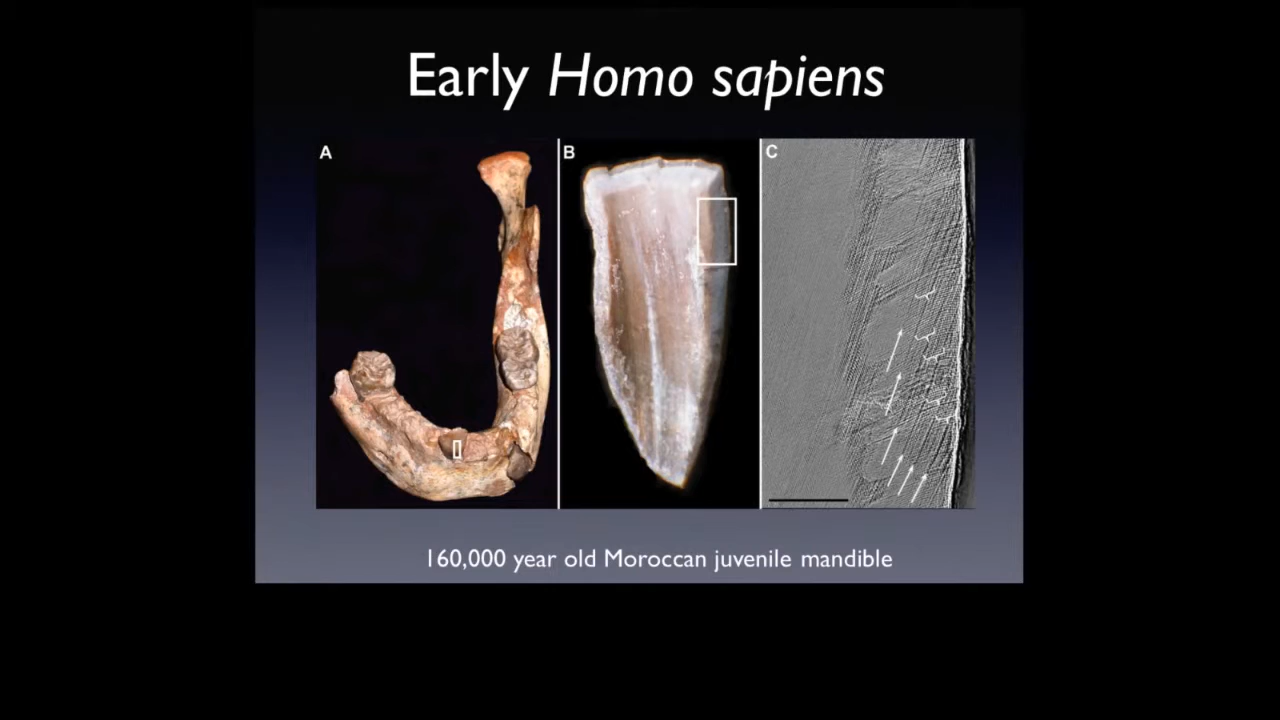 Early Homo sapiens
A
B
C
160,000 year old Moroccan juvenile mandible